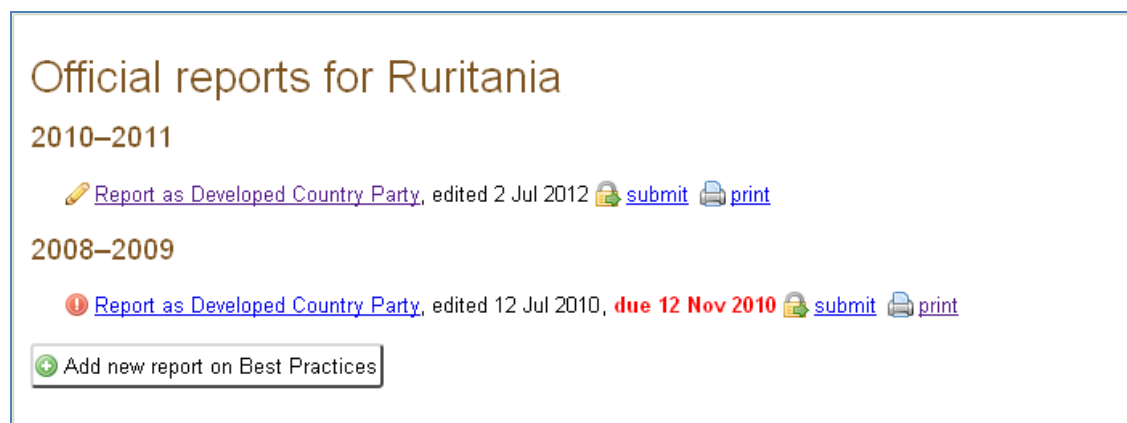 Official reports for Ruritania
2010–2011
Report as Developed Country Party, edited 2 Jul 2012 submit print
2008–2009
Report as Developed Country Party, edited 12 Jul 2010, due 12 Nov 2010 submit print
Add new report on Best Practices